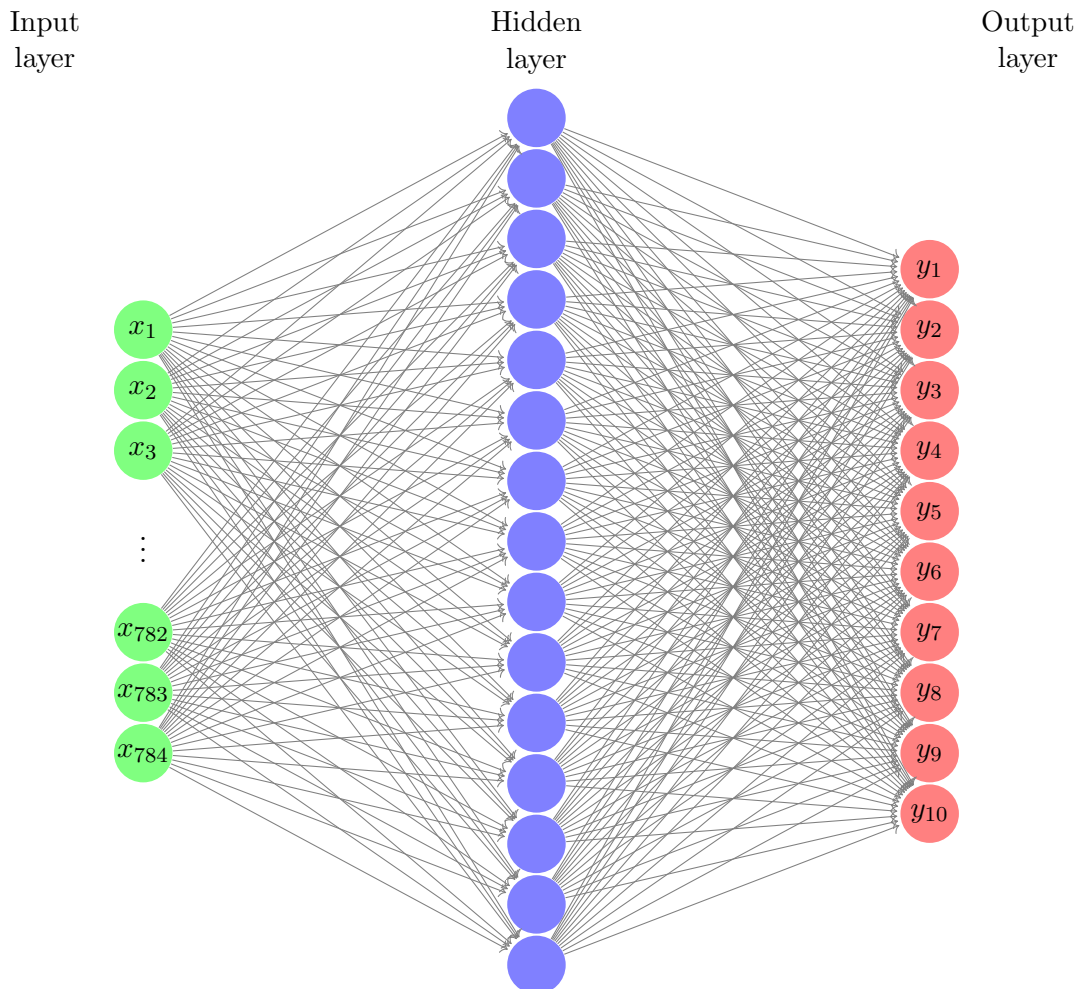 Input
layer
Hidden
layer
Output
layer
x1
x2
x3
⋮
x782
x783
x784
y1
y2
y3
y4
y5
y6
y7
y8
y9
y10